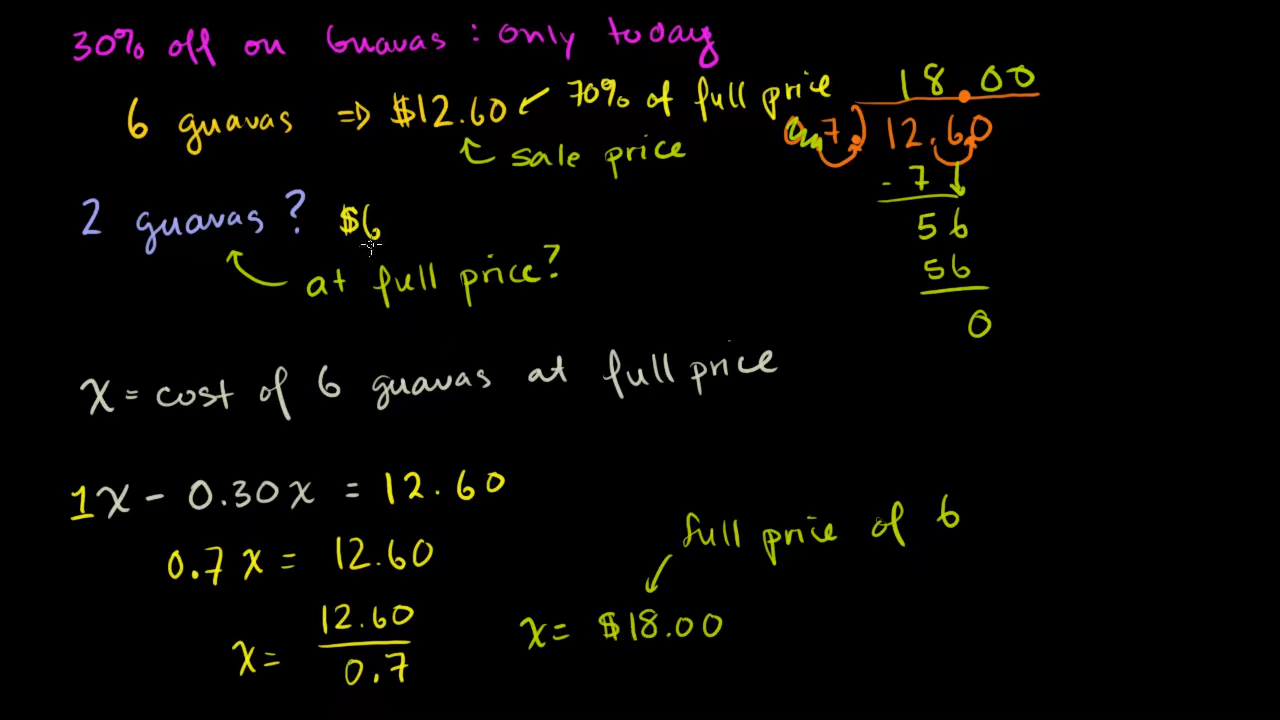 30% off on Guavas : only today
6 guavas ⇒ $12.60 ← 70% of full price
sale price
2 guavas ? $6
at full price?
x = cost of 6 guavas at full price
1x - 0.30x = 12.60
0.7x = 12.60
x = 12.60
0.7
x = $18.00
full price of 6
18.00
0.7. ) 12.60
- 7
56
56
0